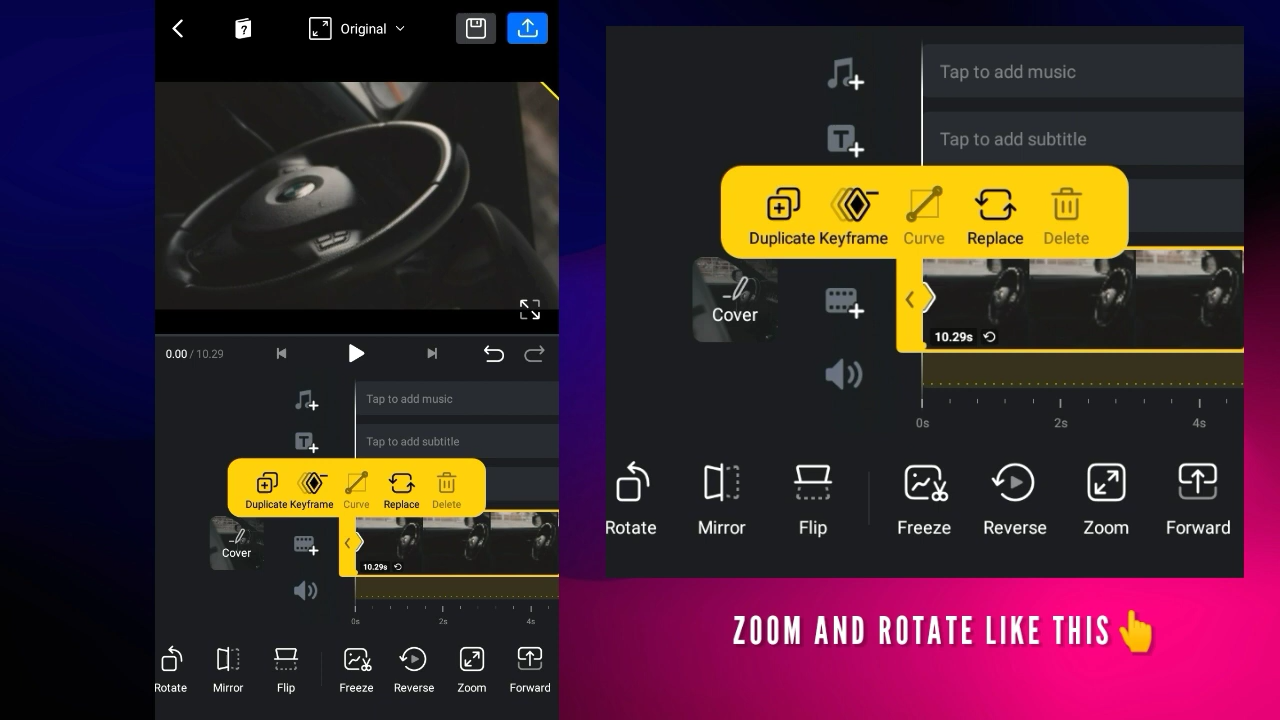 Original
0.00 / 10.29
Tap to add music
Tap to add subtitle
Duplicate Keyframe Curve Replace Delete
Cover
10.29s
0s 2s 4s
Rotate Mirror Flip Freeze Reverse Zoom Forward
Tap to add music
Tap to add subtitle
Duplicate Keyframe Curve Replace Delete
Cover
10.29s
0s 2s 4s
Rotate Mirror Flip Freeze Reverse Zoom Forward
ZOOM AND ROTATE LIKE THIS👆